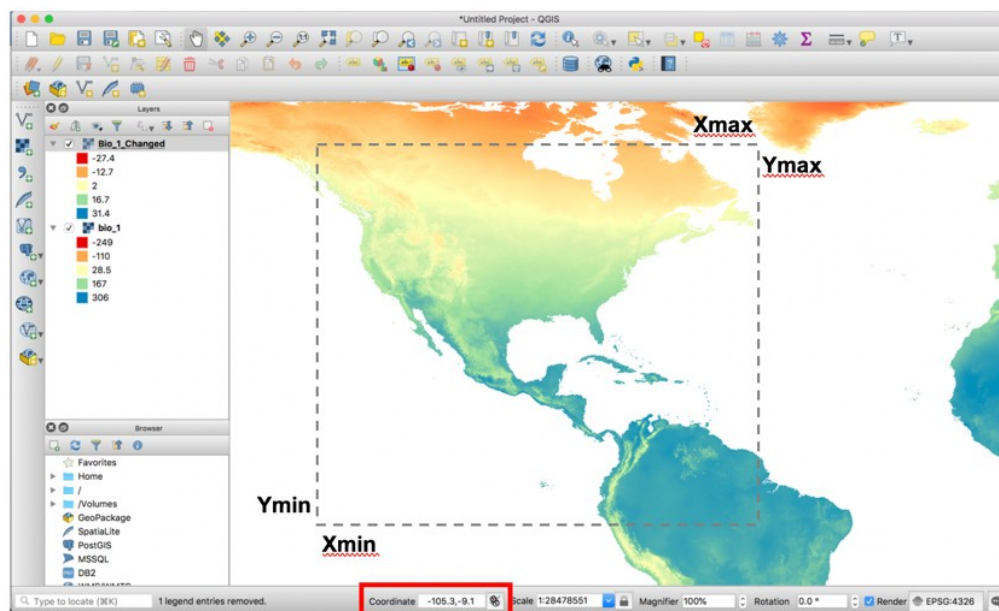 *Untitled Project - QGIS
Layers
Bio_1_Changed
-27.4
-12.7
2
16.7
31.4
bio_1
-249
-110
28.5
167
306
Browser
Favorites
Home
/
/Volumes
GeoPackage
SpatiaLite
PostGIS
MSSQL
DB2
WMS/WMTS
Xmax
Ymax
Ymin
Xmin
Type to locate (⌘K) 1 legend entries removed. Coordinate -105.3,-9.1 Scale 1:28478551 Magnifier 100% Rotation 0.0 ° Render EPSG:4326